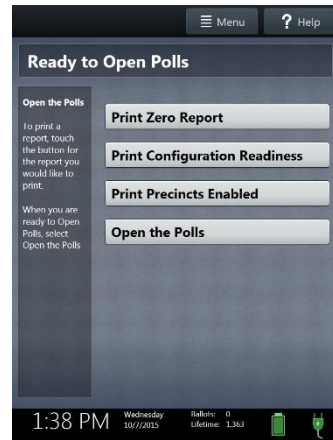 Menu
? Help
Ready to Open Polls
Open the Polls
To print a
report, touch
the button for
the report you
would like to
print.
When you are
ready to Open
Polls, select
Open the Polls
Print Zero Report
Print Configuration Readiness
Print Precincts Enabled
Open the Polls
1:38 PM
Wednesday
10/7/2015
Ballots: 0
Lifetime: 1,363